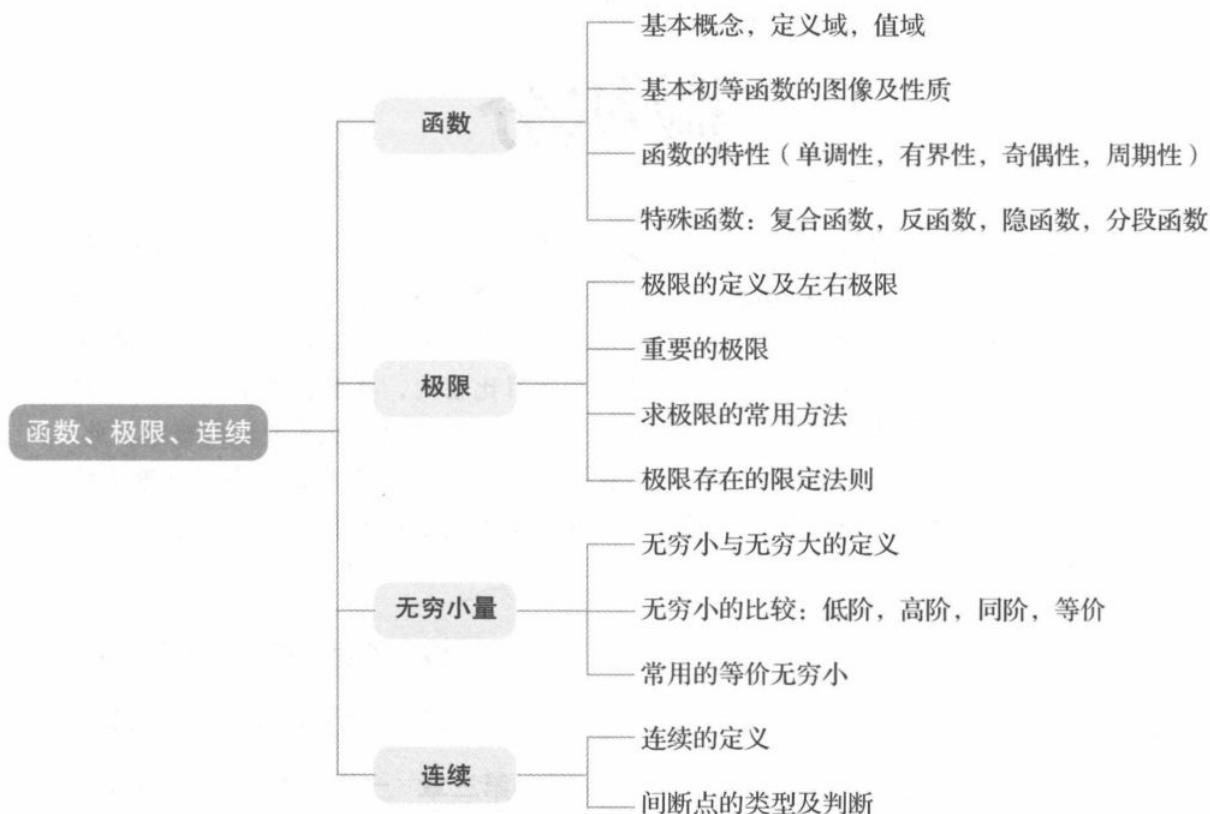 函数、极限、连续
函数
基本概念，定义域，值域
基本初等函数的图像及性质
函数的特性（单调性，有界性，奇偶性，周期性）
特殊函数：复合函数，反函数，隐函数，分段函数
极限
极限的定义及左右极限
重要的极限
求极限的常用方法
极限存在的限定法则
无穷小量
无穷小与无穷大的定义
无穷小的比较：低阶，高阶，同阶，等价
常用的等价无穷小
连续
连续的定义
间断点的类型及判断